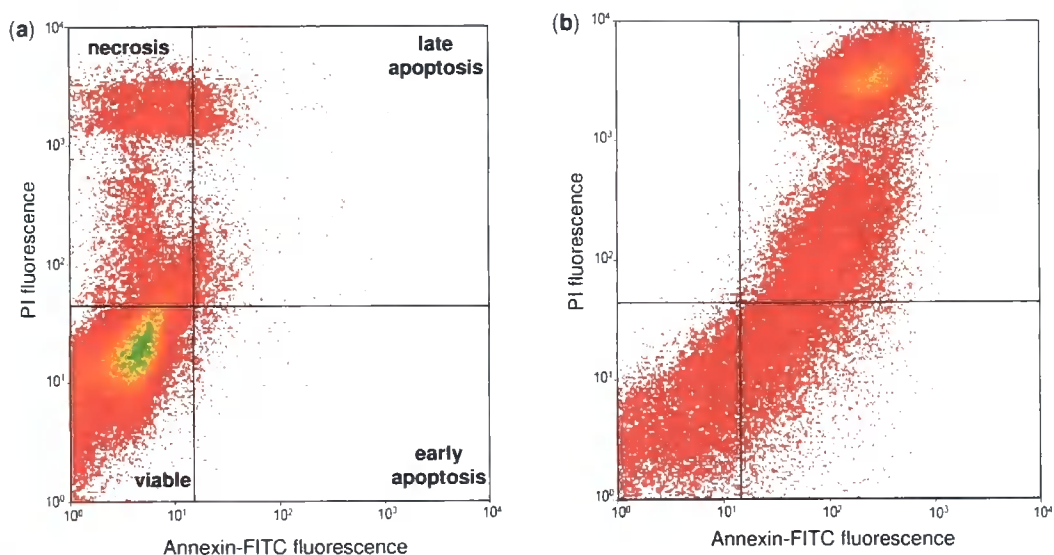 (a)
necrosis
late
apoptosis
viable
early
apoptosis
PI fluorescence
10⁴
10³
10²
10¹
10⁰
10⁰
10¹
10²
10³
10⁴
Annexin-FITC fluorescence
(b)
PI fluorescence
10⁴
10³
10²
10¹
10⁰
10⁰
10¹
10²
10³
10⁴
Annexin-FITC fluorescence